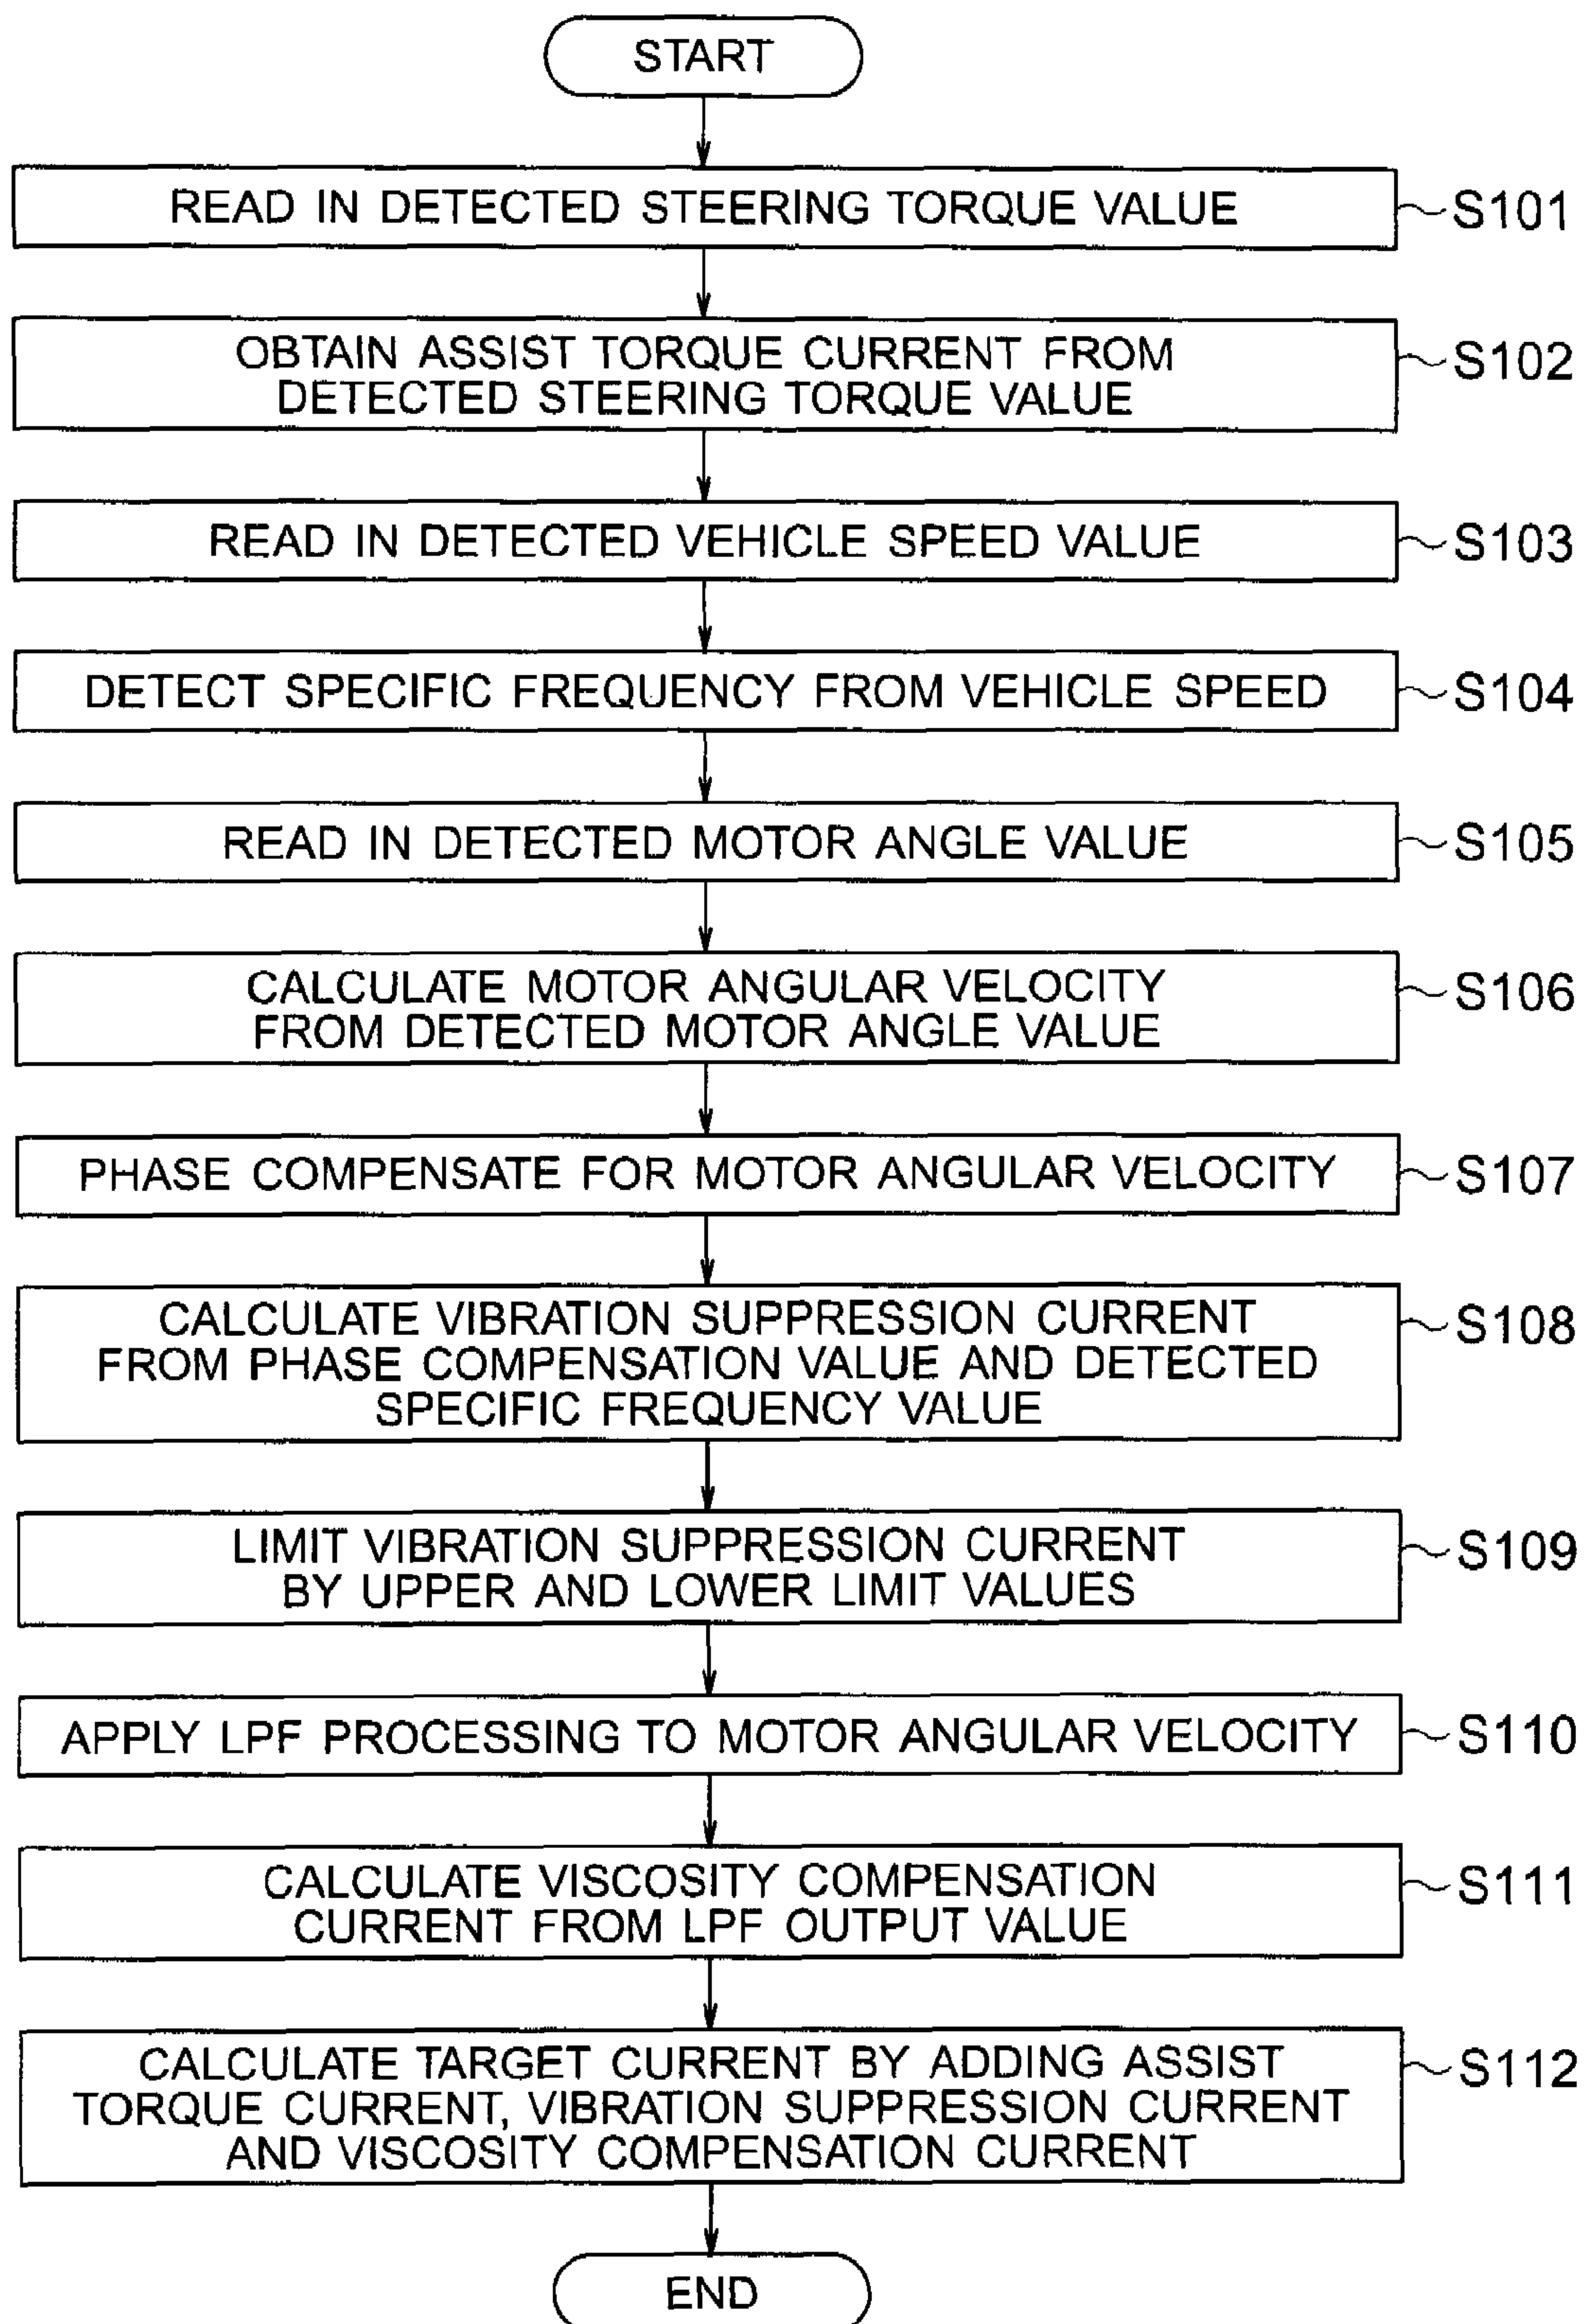 START
READ IN DETECTED STEERING TORQUE VALUE
S101
OBTAIN ASSIST TORQUE CURRENT FROM
DETECTED STEERING TORQUE VALUE
S102
READ IN DETECTED VEHICLE SPEED VALUE
S103
DETECT SPECIFIC FREQUENCY FROM VEHICLE SPEED
S104
READ IN DETECTED MOTOR ANGLE VALUE
S105
CALCULATE MOTOR ANGULAR VELOCITY
FROM DETECTED MOTOR ANGLE VALUE
S106
PHASE COMPENSATE FOR MOTOR ANGULAR VELOCITY
S107
CALCULATE VIBRATION SUPPRESSION CURRENT
FROM PHASE COMPENSATION VALUE AND DETECTED
SPECIFIC FREQUENCY VALUE
S108
LIMIT VIBRATION SUPPRESSION CURRENT
BY UPPER AND LOWER LIMIT VALUES
S109
APPLY LPF PROCESSING TO MOTOR ANGULAR VELOCITY
S110
CALCULATE VISCOSITY COMPENSATION
CURRENT FROM LPF OUTPUT VALUE
S111
CALCULATE TARGET CURRENT BY ADDING ASSIST
TORQUE CURRENT, VIBRATION SUPPRESSION CURRENT
AND VISCOSITY COMPENSATION CURRENT
S112
END